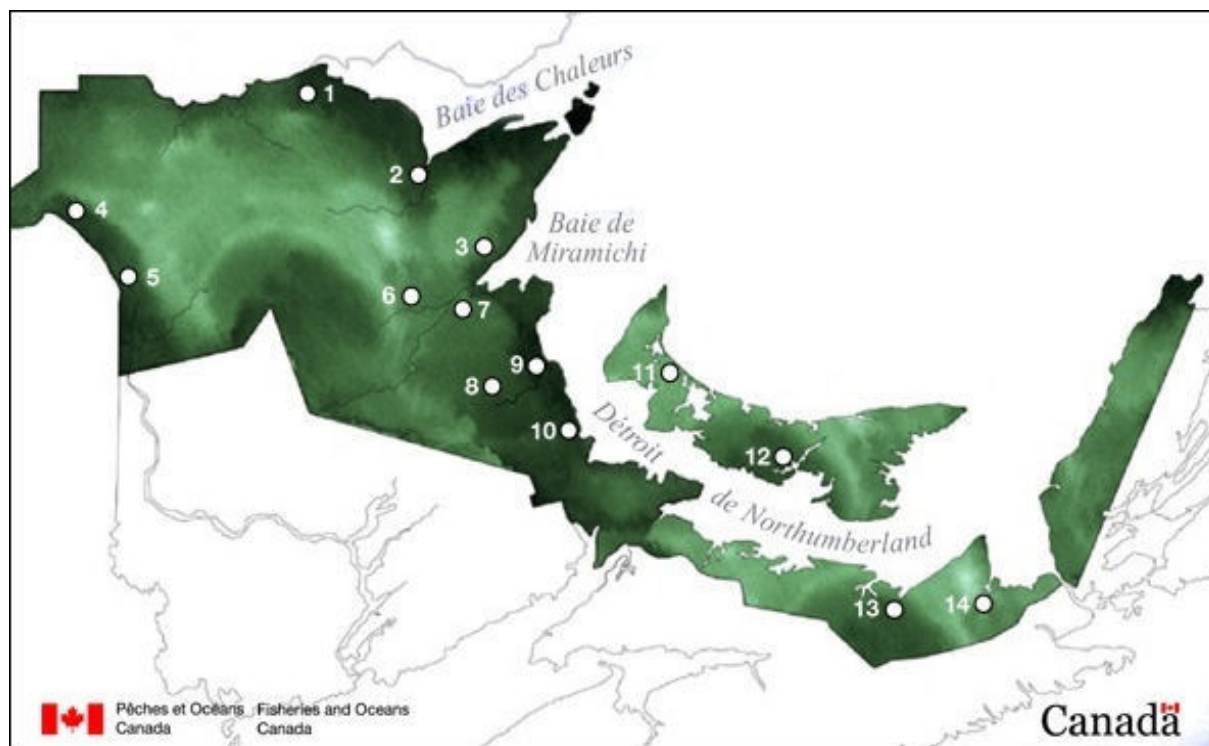 1
Baie des Chaleurs
2
4
Baie de
Miramichi
3
5
6
7
9
8
11
10
Détroit
12
de Northumberland
13
14
Pêches et Océans
Canada
Fisheries and Oceans
Canada
Canada